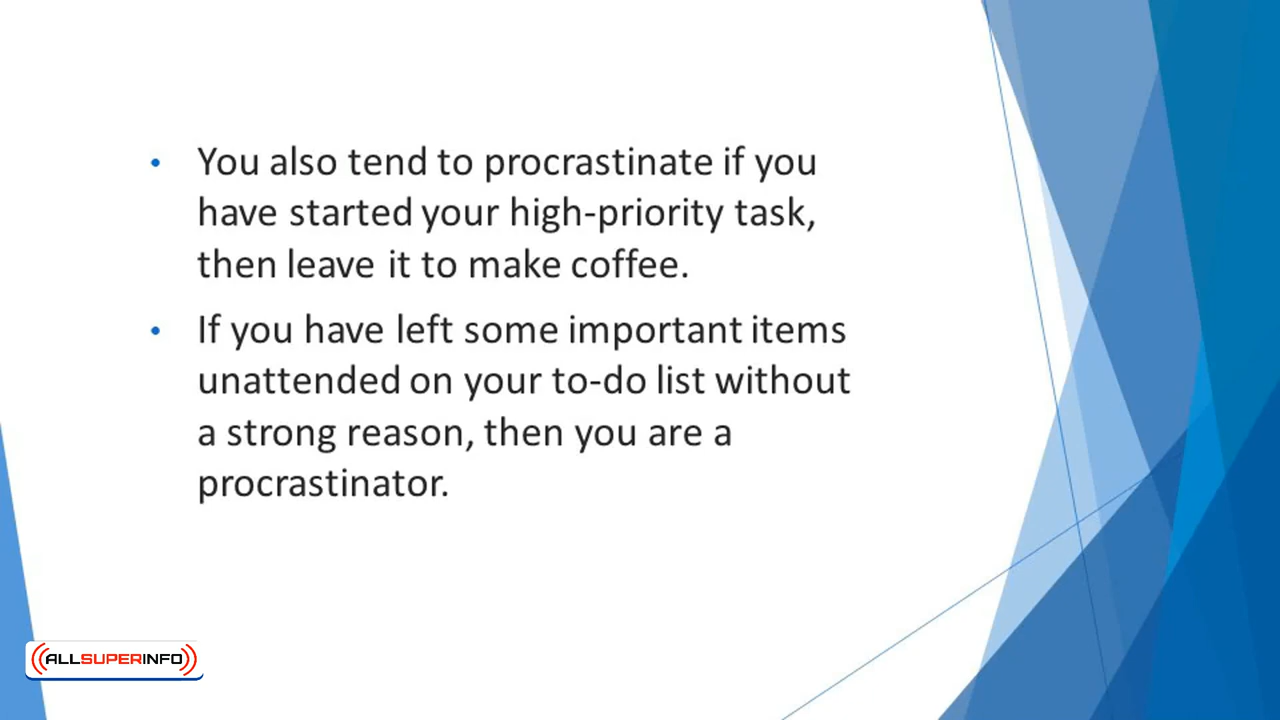 • You also tend to procrastinate if you
have started your high-priority task,
then leave it to make coffee.
• If you have left some important items
unattended on your to-do list without
a strong reason, then you are a
procrastinator.
ALLSUPERINFO